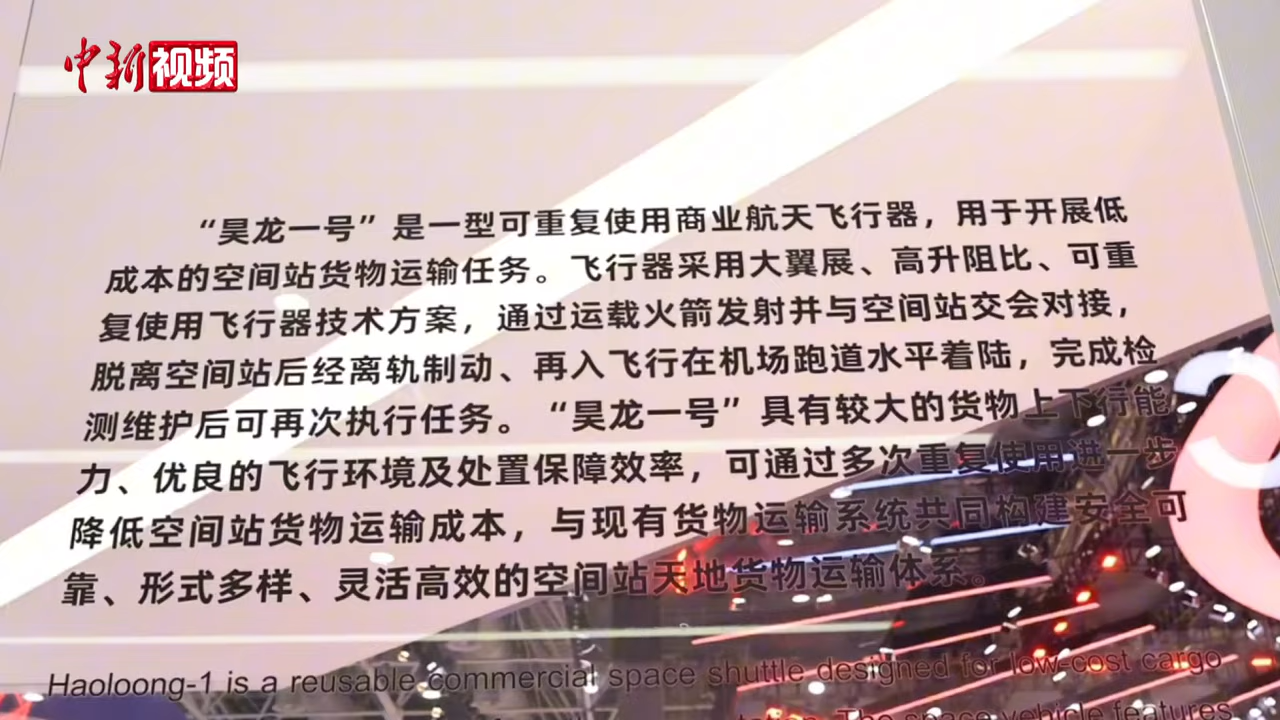 中新视频
“昊龙一号”是一型可重复使用商业航天飞行器，用于开展低
成本的空间站货物运输任务。飞行器采用大翼展、高升阻比、可重
复使用飞行器技术方案，通过运载火箭发射并与空间站交会对接，
脱离空间站后经离轨制动、再入飞行在机场跑道水平着陆，完成检
测维护后可再次执行任务。“昊龙一号”具有较大的货物上下行能
力、优良的飞行环境及处置保障效率，可通过多次重复使用进一步
降低空间站货物运输成本，与现有货物运输系统共同构建安全可
靠、形式多样、灵活高效的空间站天地货物运输体系。
Haoloong-1 is a reusable commercial space shuttle designed for low-cost cargo
The space vehicle features